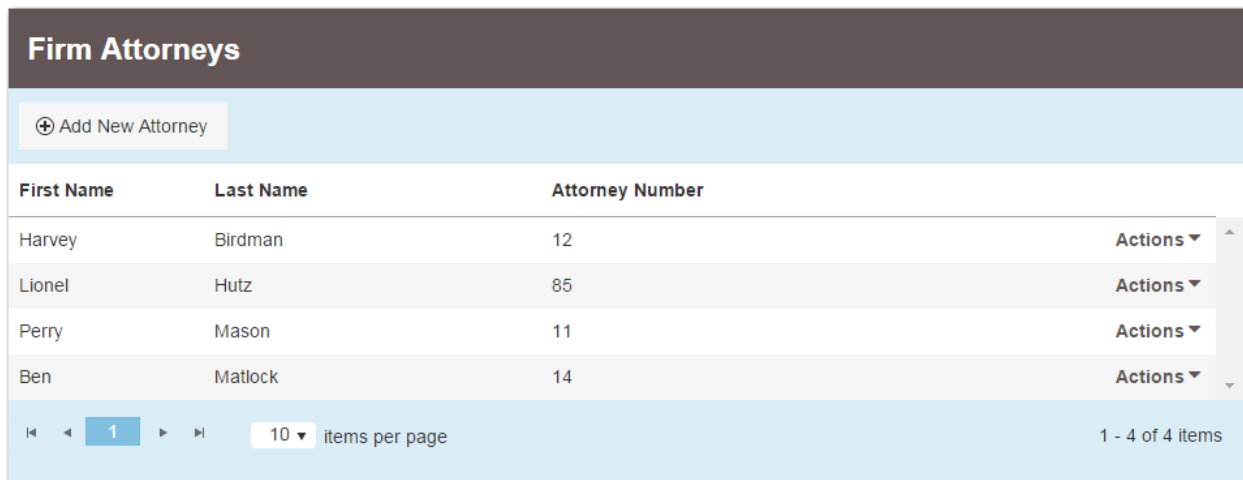 Firm Attorneys
Add New Attorney
First Name Last Name Attorney Number
Harvey Birdman 12 Actions
Lionel Hutz 85 Actions
Perry Mason 11 Actions
Ben Matlock 14 Actions
1 10 items per page 1 - 4 of 4 items